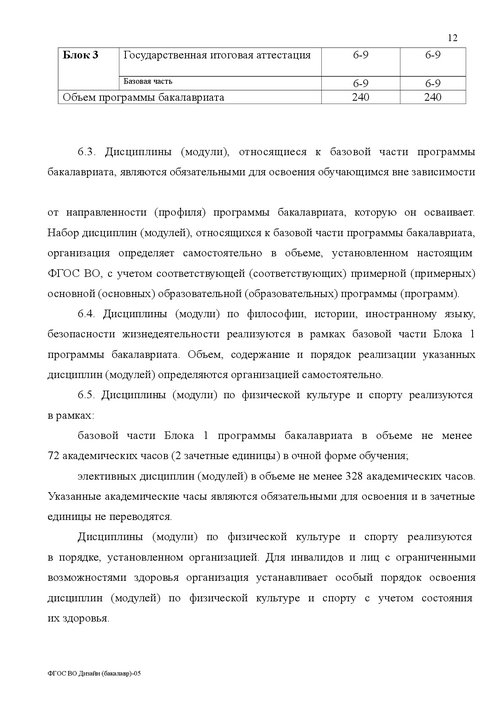 12
Блок 3 Государственная итоговая аттестация 6-9 6-9
Базовая часть 6-9 6-9
Объем программы бакалавриата 240 240
6.3. Дисциплины (модули), относящиеся к базовой части программы
бакалавриата, являются обязательными для освоения обучающимся вне зависимости
от направленности (профиля) программы бакалавриата, которую он осваивает.
Набор дисциплин (модулей), относящихся к базовой части программы бакалавриата,
организация определяет самостоятельно в объеме, установленном настоящим
ФГОС ВО, с учетом соответствующей (соответствующих) примерной (примерных)
основной (основных) образовательной (образовательных) программы (программ).
6.4. Дисциплины (модули) по философии, истории, иностранному языку,
безопасности жизнедеятельности реализуются в рамках базовой части Блока 1
программы бакалавриата. Объем, содержание и порядок реализации указанных
дисциплин (модулей) определяются организацией самостоятельно.
6.5. Дисциплины (модули) по физической культуре и спорту реализуются
в рамках:
базовой части Блока 1 программы бакалавриата в объеме не менее
72 академических часов (2 зачетные единицы) в очной форме обучения;
элективных дисциплин (модулей) в объеме не менее 328 академических часов.
Указанные академические часы являются обязательными для освоения и в зачетные
единицы не переводятся.
Дисциплины (модули) по физической культуре и спорту реализуются
в порядке, установленном организацией. Для инвалидов и лиц с ограниченными
возможностями здоровья организация устанавливает особый порядок освоения
дисциплин (модулей) по физической культуре и спорту с учетом состояния
их здоровья.
ФГОС ВО Дизайн (бакалавр)-05